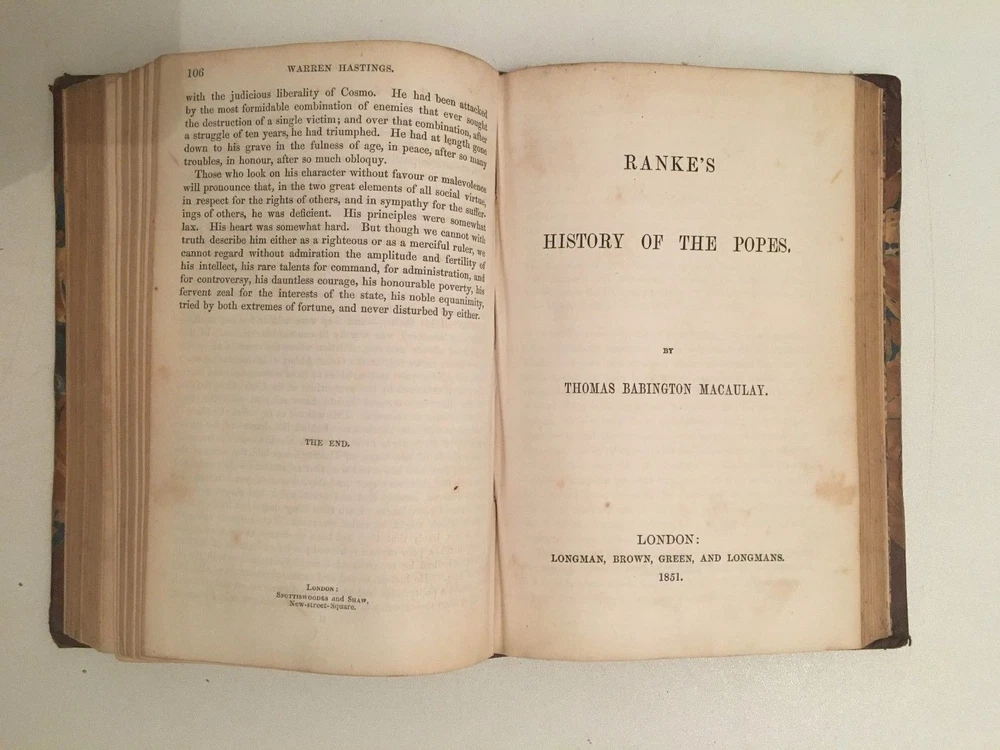 106
WARREN HASTINGS.
with the judicious liberality of Cosmo. He had been attacked
by the most formidable combination of enemies that ever sought
the destruction of a single victim; and over that combination, after
a struggle of ten years, he had triumphed. He had at length gone
down to his grave in the fulness of age, in peace, after so many
troubles, in honour, after so much obloquy.
Those who look on his character without favour or malevolence
will pronounce that, in the two great elements of all social virtue,
in respect for the rights of others, and in sympathy for the suffer-
ings of others, he was deficient. His principles were somewhat
lax. His heart was somewhat hard. But though we cannot with
truth describe him either as a righteous or as a merciful ruler, we
cannot regard without admiration the amplitude and fertility of
his intellect, his rare talents for command, for administration, and
for controversy, his dauntless courage, his honourable poverty, his
fervent zeal for the interests of the state, his noble equanimity,
tried by both extremes of fortune, and never disturbed by either.
THE END.
LONDON:
SPOTTISWOODES and SHAW,
New-street-Square.
RANKE'S
HISTORY OF THE POPES.
BY
THOMAS BABINGTON MACAULAY.
LONDON:
LONGMAN, BROWN, GREEN, AND LONGMANS.
1851.